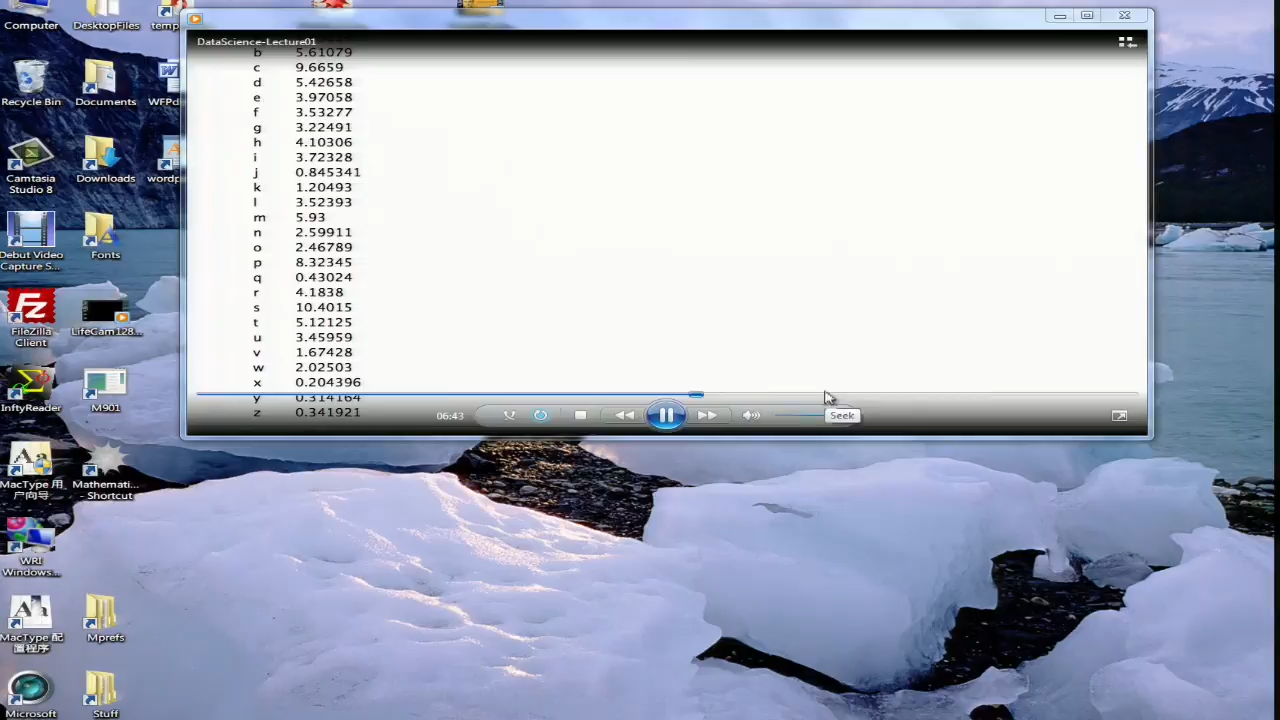 Computer
DesktopFiles
temp
Recycle Bin
Documents
WFPd
Camtasia
Studio 8
Downloads
wordp
Debut Video
Capture S...
Fonts
FileZilla
Client
LifeCam128...
InftyReader
M901
MacType 用
户向导
Mathemati...
- Shortcut
WRI
Windows...
MacType 配
置程序
Mprefs
Microsoft
Stuff
DataScience-Lecture01
b 5.61079
c 9.6659
d 5.42658
e 3.97058
f 3.53277
g 3.22491
h 4.10306
i 3.72328
j 0.845341
k 1.20493
l 3.52393
m 5.93
n 2.59911
o 2.46789
p 8.32345
q 0.43024
r 4.1838
s 10.4015
t 5.12125
u 3.45959
v 1.67428
w 2.02503
x 0.204396
y 0.314164
z 0.341921
06:43
Seek